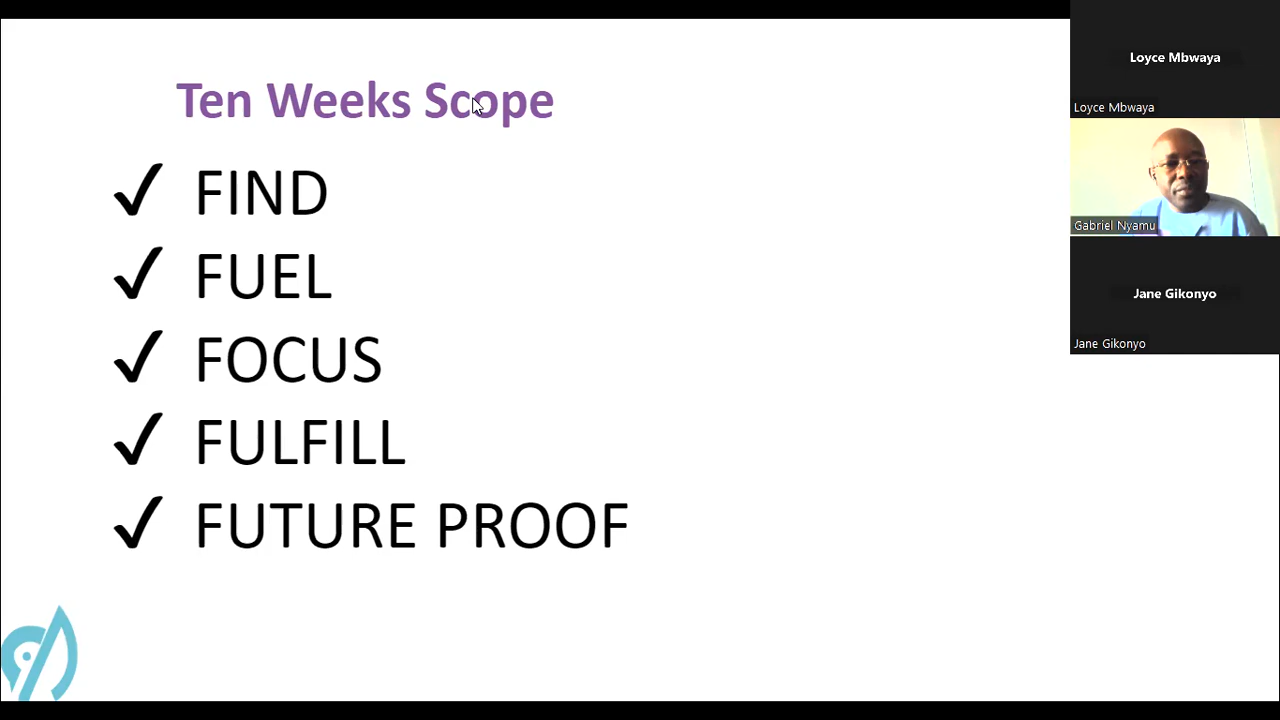 Ten Weeks Scope
✓ FIND
✓ FUEL
✓ FOCUS
✓ FULFILL
✓ FUTURE PROOF
Loyce Mbwaya
Loyce Mbwaya
Gabriel Nyamu
Jane Gikonyo
Jane Gikonyo